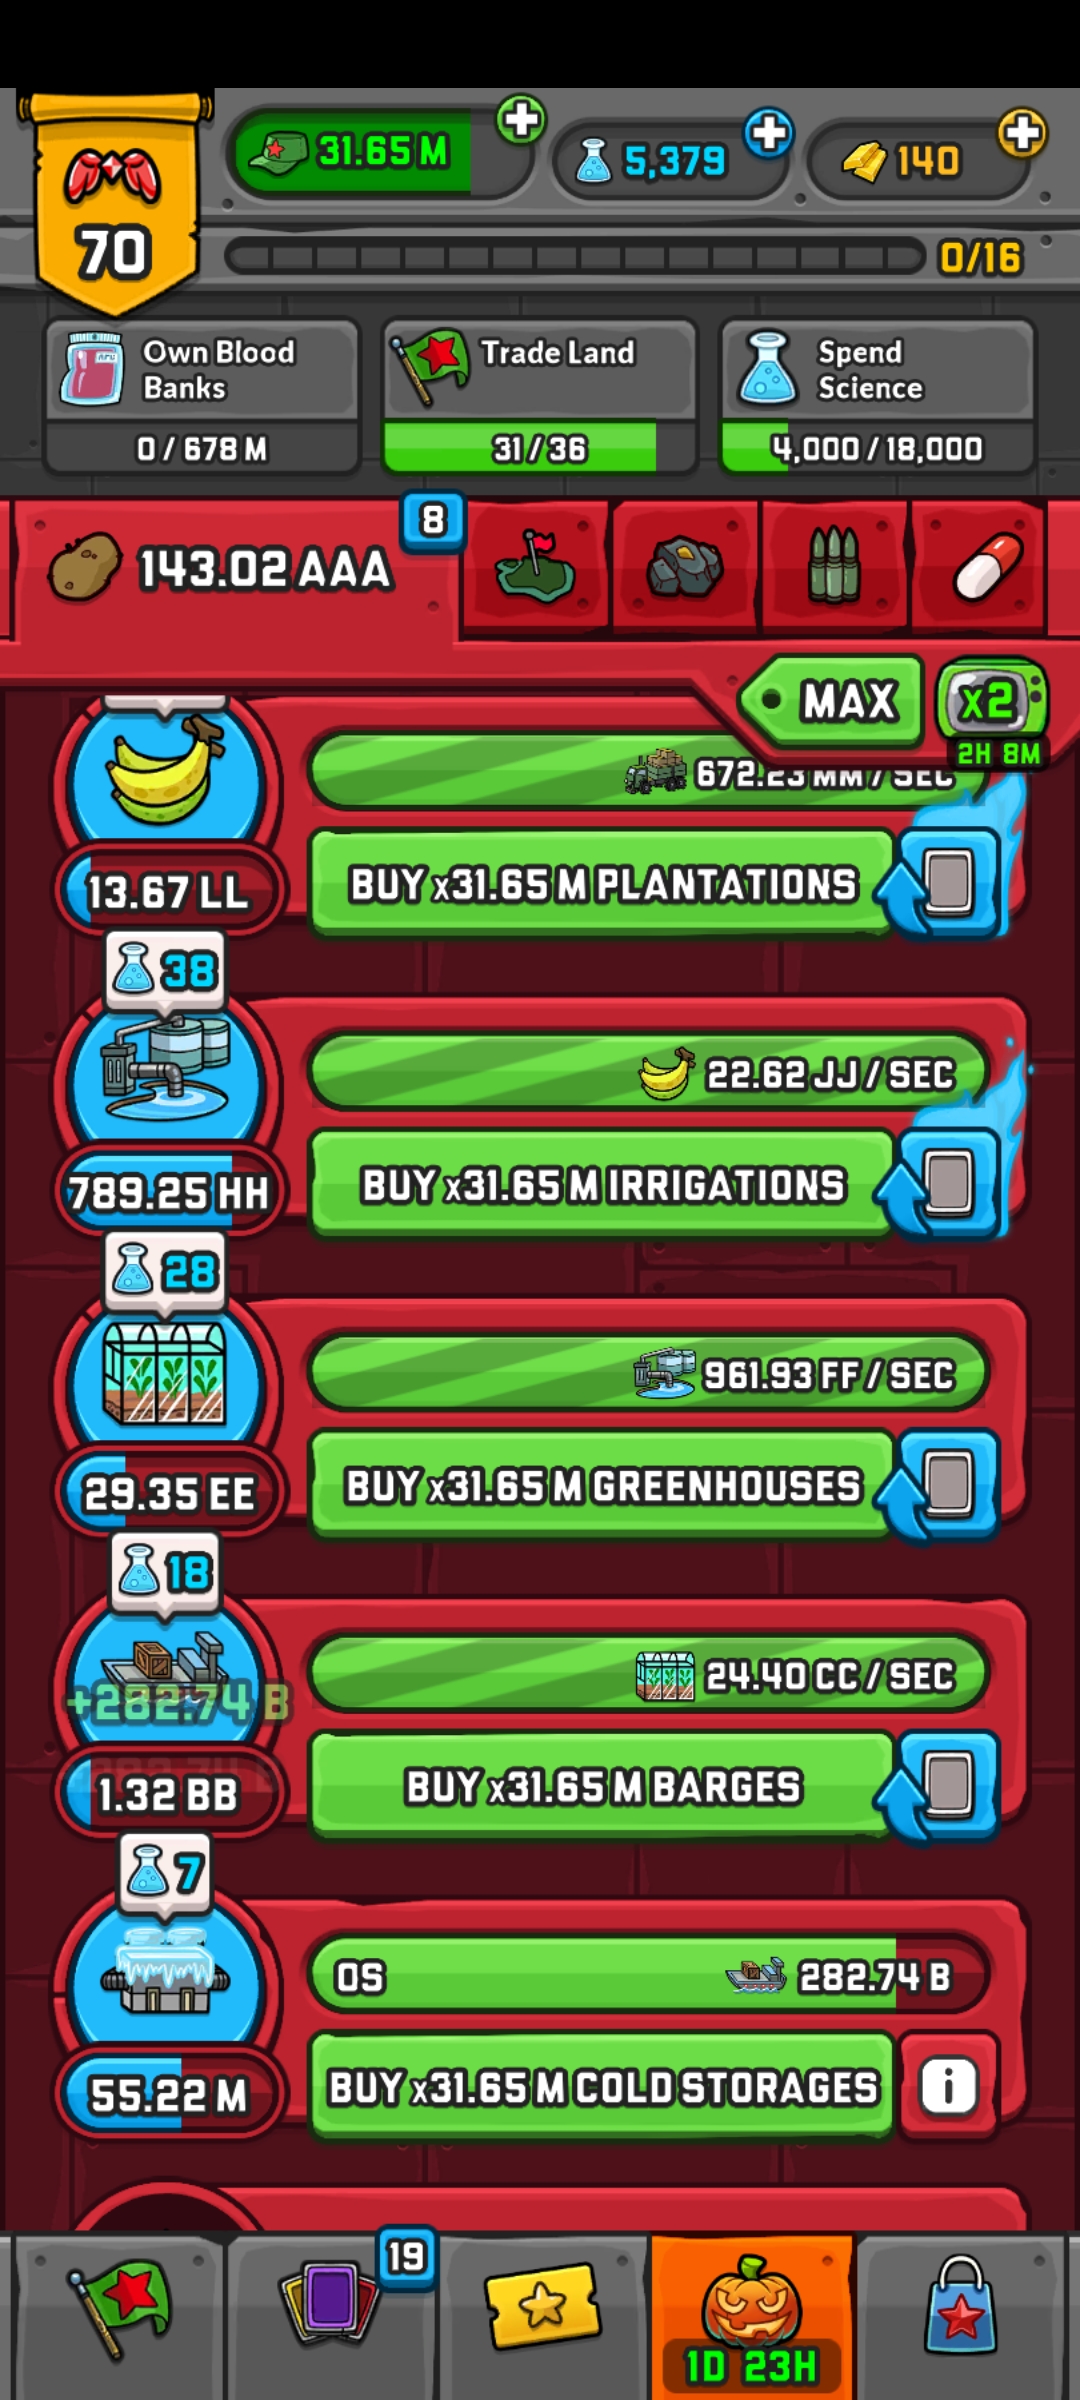 31.65 M
5,379
140
70
0/16
Own Blood
Banks
0 / 678 M
Trade Land
31 / 36
Spend
Science
4,000 / 18,000
143.02 AAA
8
MAX
x2
2H 8M
672.23 MM / SEC
BUY x31.65 M PLANTATIONS
13.67 LL
38
22.62 JJ / SEC
BUY x31.65 M IRRIGATIONS
789.25 HH
28
961.93 FF / SEC
BUY x31.65 M GREENHOUSES
29.35 EE
18
24.40 CC / SEC
+282.74 B
BUY x31.65 M BARGES
1.32 BB
7
0S
282.74 B
BUY x31.65 M COLD STORAGES
i
55.22 M
19
1D 23H